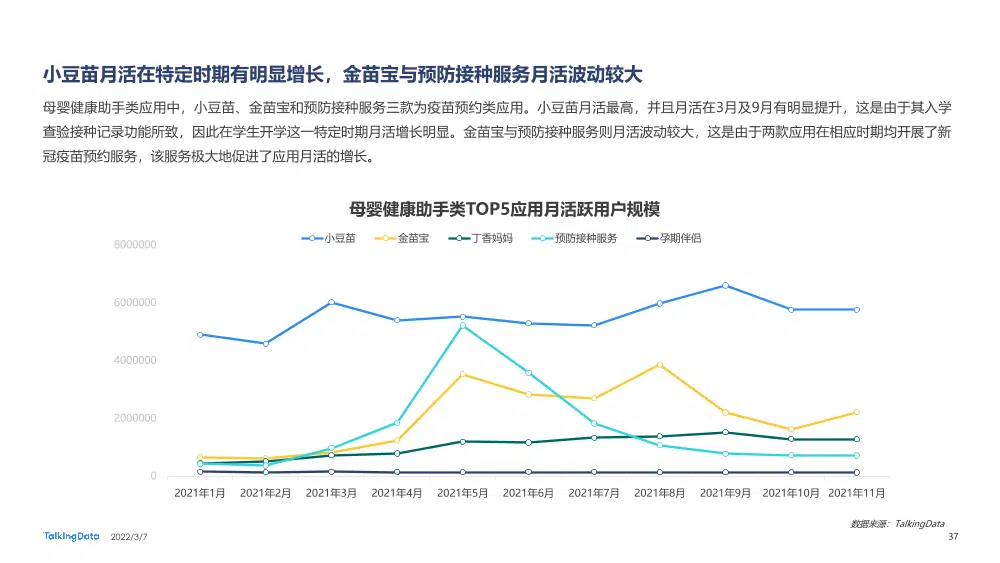 小豆苗月活在特定时期有明显增长，金苗宝与预防接种服务月活波动较大
母婴健康助手类应用中，小豆苗、金苗宝和预防接种服务三款为疫苗预约类应用。小豆苗月活最高，并且月活在3月及9月有明显提升，这是由于其入学
查验接种记录功能所致，因此在学生开学这一特定时期月活增长明显。金苗宝与预防接种服务则月活波动较大，这是由于两款应用在相应时期均开展了新
冠疫苗预约服务，该服务极大地促进了应用月活的增长。
母婴健康助手类TOP5应用月活跃用户规模
小豆苗 金苗宝 丁香妈妈 预防接种服务 孕期伴侣
8000000
6000000
4000000
2000000
0
2021年1月 2021年2月 2021年3月 2021年4月 2021年5月 2021年6月 2021年7月 2021年8月 2021年9月 2021年10月 2021年11月
数据来源：TalkingData
TalkingData 2022/3/7 37